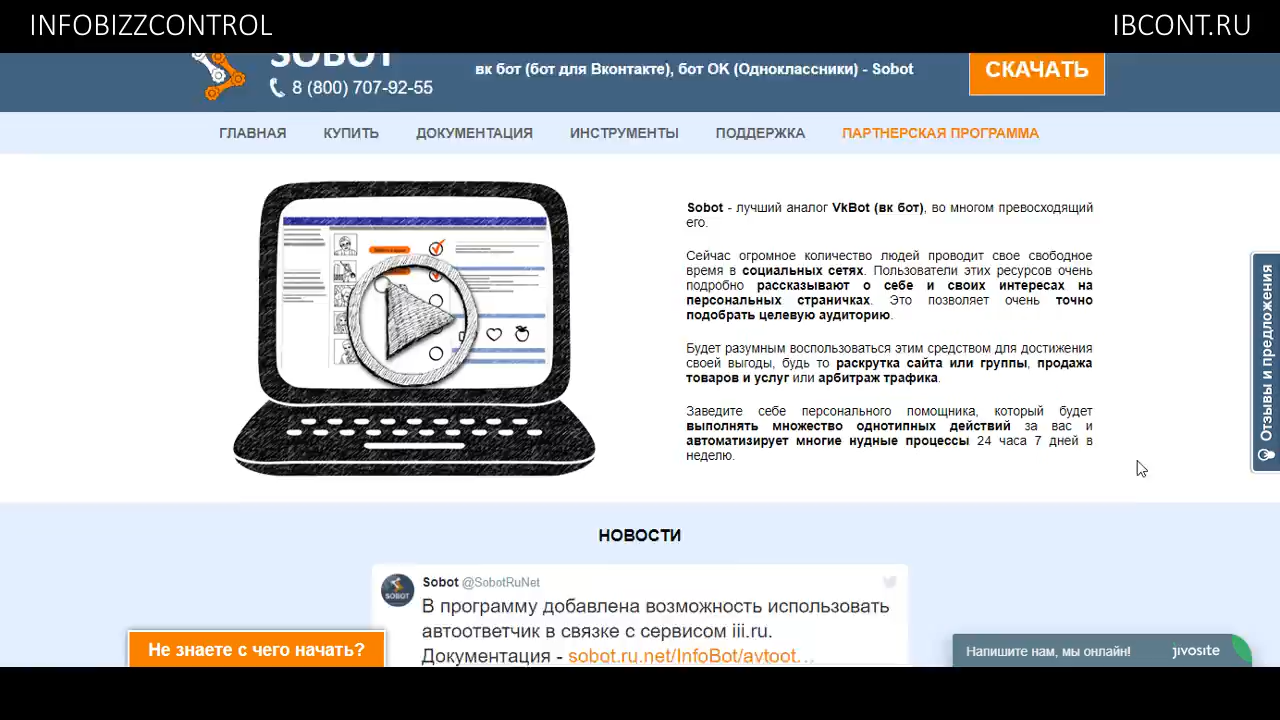 INFOBIZZCONTROL
IBCONT.RU
SOBOT
8 (800) 707-92-55
вк бот (бот для Вконтакте), бот OK (Одноклассники) - Sobot
СКАЧАТЬ
ГЛАВНАЯ КУПИТЬ ДОКУМЕНТАЦИЯ ИНСТРУМЕНТЫ ПОДДЕРЖКА ПАРТНЕРСКАЯ ПРОГРАММА
Sobot - лучший аналог VkBot (вк бот), во многом превосходящий
его.
Сейчас огромное количество людей проводит свое свободное
время в социальных сетях. Пользователи этих ресурсов очень
подробно рассказывают о себе и своих интересах на
персональных страничках. Это позволяет очень точно
подобрать целевую аудиторию.
Будет разумным воспользоваться этим средством для достижения
своей выгоды, будь то раскрутка сайта или группы, продажа
товаров и услуг или арбитраж трафика.
Заведите себе персонального помощника, который будет
выполнять множество однотипных действий за вас и
автоматизирует многие нудные процессы 24 часа 7 дней в
неделю.
Отзывы и предложения
НОВОСТИ
Sobot @SobotRuNet
В программу добавлена возможность использовать
автоответчик в связке с сервисом iii.ru.
Документация - sobot.ru.net/InfoBot/avtoot...
Не знаете с чего начать?
Напишите нам, мы онлайн! jivosite